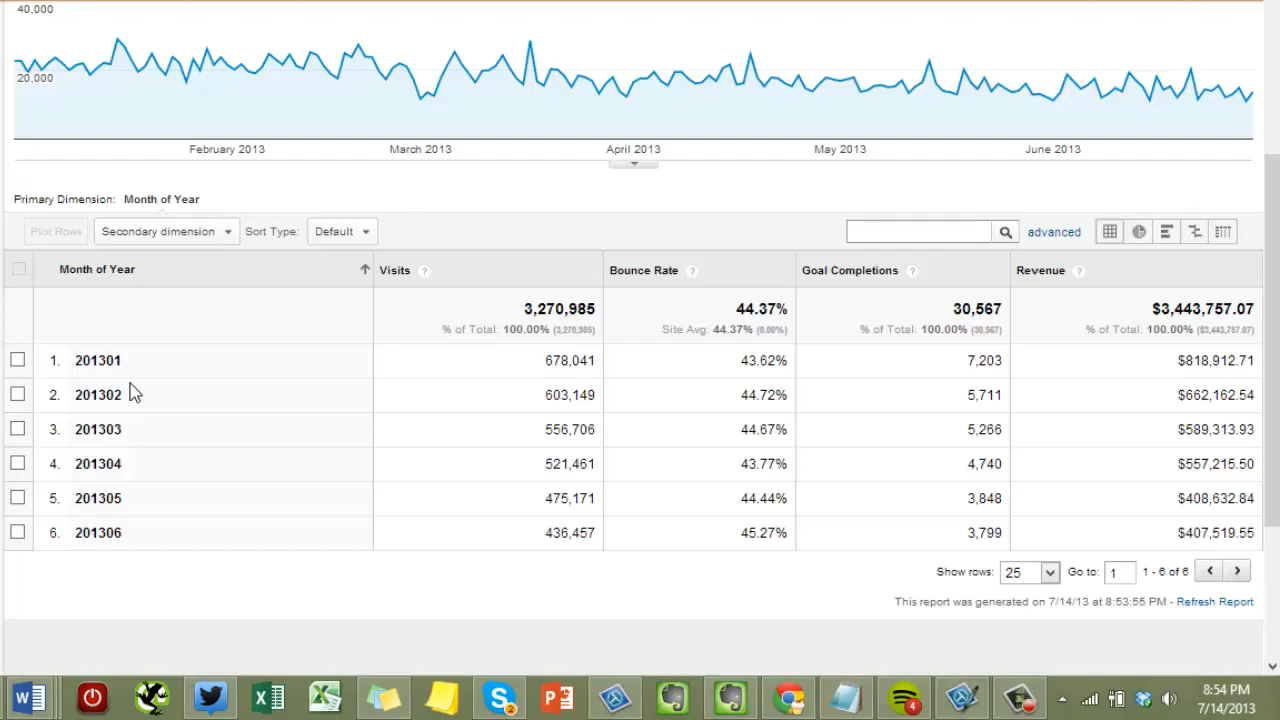 40,000
20,000
February 2013 March 2013 April 2013 May 2013 June 2013
Primary Dimension: Month of Year
Plot Rows Secondary dimension Sort Type: Default advanced
Month of Year Visits ? Bounce Rate ? Goal Completions ? Revenue ?
3,270,985 44.37% 30,567 $3,443,757.07
% of Total: 100.00% (3,270,985) Site Avg: 44.37% (0.00%) % of Total: 100.00% (30,567) % of Total: 100.00% ($3,443,757.07)
1. 201301 678,041 43.62% 7,203 $818,912.71
2. 201302 603,149 44.72% 5,711 $662,162.54
3. 201303 556,706 44.67% 5,266 $589,313.93
4. 201304 521,461 43.77% 4,740 $557,215.50
5. 201305 475,171 44.44% 3,848 $408,632.84
6. 201306 436,457 45.27% 3,799 $407,519.55
Show rows: 25 Go to: 1 1 - 6 of 6
This report was generated on 7/14/13 at 8:53:55 PM - Refresh Report
W X S 2 P 4 8:54 PM
7/14/2013